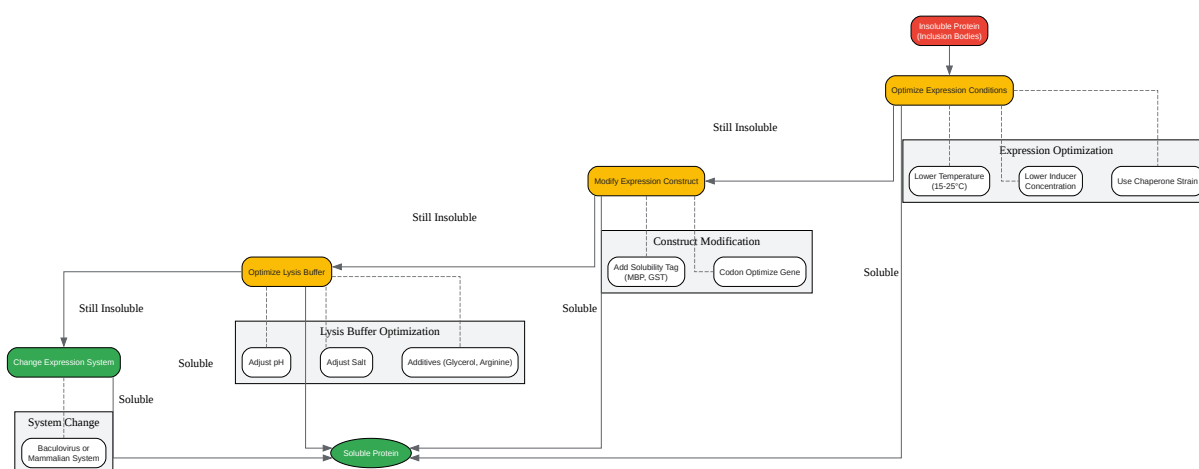 Insoluble Protein
(Inclusion Bodies)
Optimize Expression Conditions
Still Insoluble
Expression Optimization
Lower Temperature
(15-25°C)
Lower Inducer
Concentration
Use Chaperone Strain
Modify Expression Construct
Still Insoluble
Construct Modification
Add Solubility Tag
(MBP, GST)
Codon Optimize Gene
Soluble
Optimize Lysis Buffer
Still Insoluble
Soluble
Lysis Buffer Optimization
Adjust pH
Adjust Salt
Additives (Glycerol, Arginine)
Change Expression System
Soluble
Soluble
System Change
Baculovirus or
Mammalian System
Soluble Protein